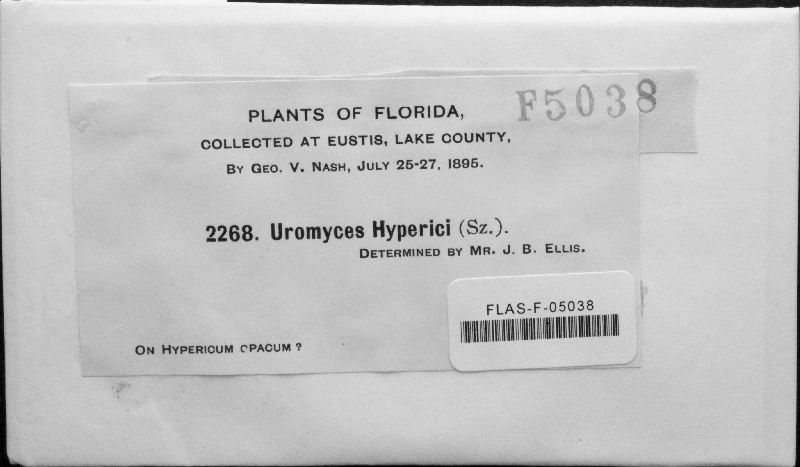 PLANTS OF FLORIDA,
F5038
COLLECTED AT EUSTIS, LAKE COUNTY,
BY GEO. V. NASH, JULY 25-27, 1895.
2268. Uromyces Hyperici (Sz.).
DETERMINED BY MR. J. B. ELLIS.
FLAS-F-05038
ON HYPERICUM OPACUM ?